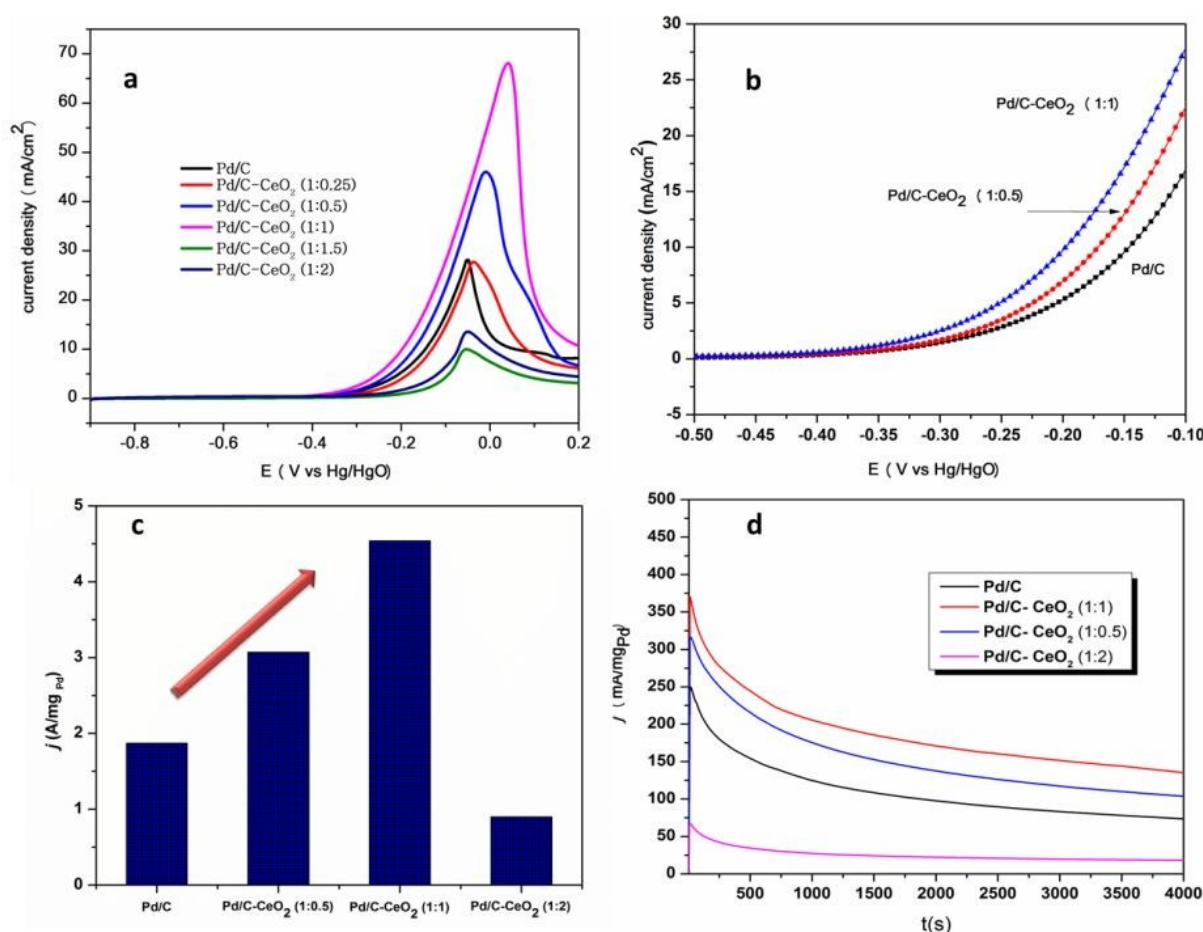 a
70
60
50
40
30
20
10
0
current density ( mA/cm²)
Pd/C
Pd/C-CeO₂ (1:0.25)
Pd/C-CeO₂ (1:0.5)
Pd/C-CeO₂ (1:1)
Pd/C-CeO₂ (1:1.5)
Pd/C-CeO₂ (1:2)
-0.8 -0.6 -0.4 -0.2 0.0 0.2
E ( V vs Hg/HgO)
b
30
25
20
15
10
5
0
-5
current density (mA/cm²)
Pd/C-CeO₂ ( 1:1)
Pd/C-CeO₂ ( 1:0.5)
Pd/C
-0.50 -0.45 -0.40 -0.35 -0.30 -0.25 -0.20 -0.15 -0.10
E ( V vs Hg/HgO)
c
5
4
3
2
1
0
j (A/mg Pd)
Pd/C Pd/C-CeO₂ (1:0.5) Pd/C-CeO₂ (1:1) Pd/C-CeO₂ (1:2)
d
500
450
400
350
300
250
200
150
100
50
0
( mA/mgPd)
Pd/C
Pd/C- CeO₂ (1:1)
Pd/C- CeO₂ (1:0.5)
Pd/C- CeO₂ (1:2)
500 1000 1500 2000 2500 3000 3500 4000
t(s)